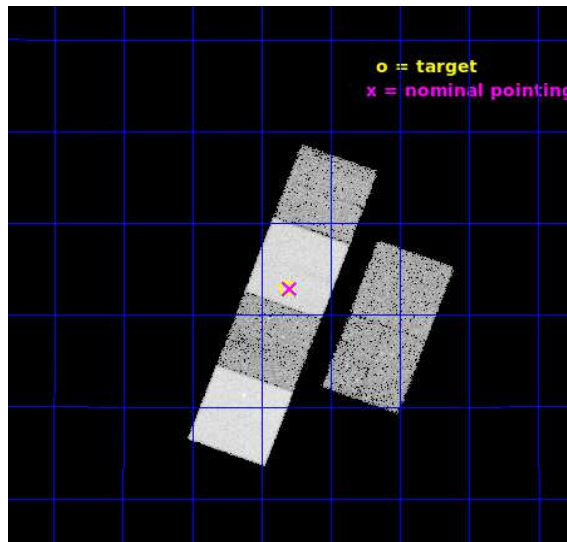 o = target
x = nominal pointing